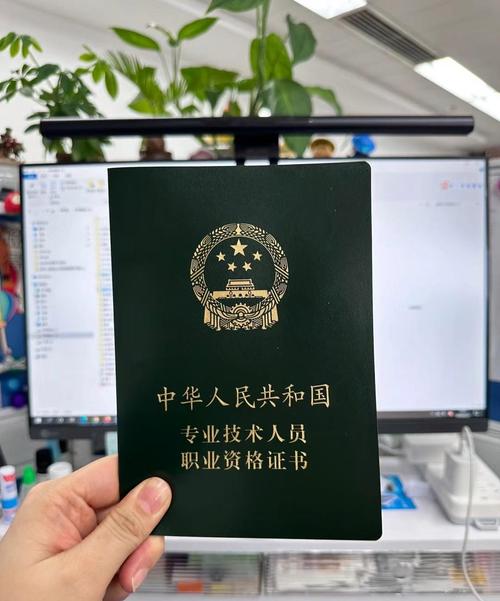 中华人民共和国
专业技术人员
职业资格证书